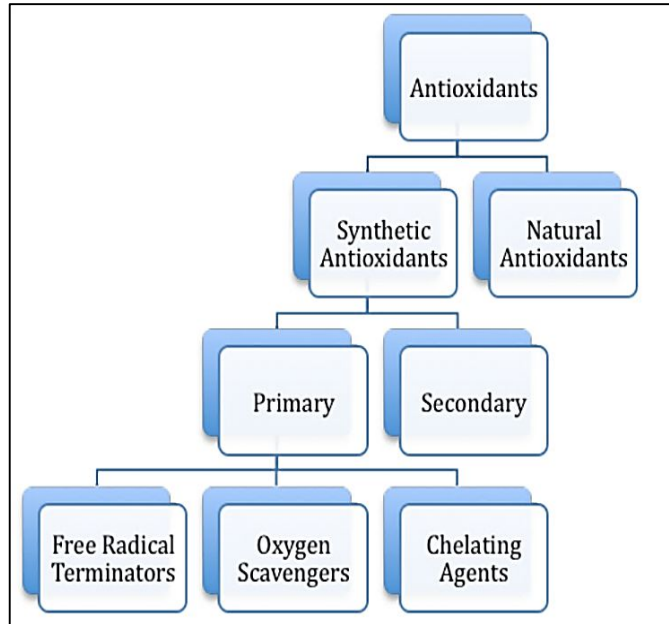 Antioxidants
Synthetic
Antioxidants
Natural
Antioxidants
Primary
Secondary
Free Radical
Terminators
Oxygen
Scavengers
Chelating
Agents